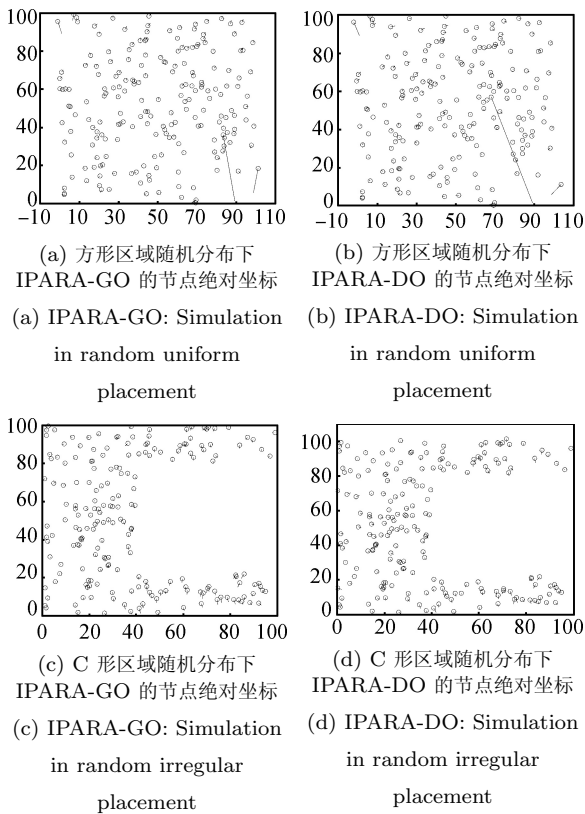 100
80
60
40
20
0
−10 10 30 50 70 90 110
(a) 方形区域随机分布下
IPARA-GO 的节点绝对坐标
(a) IPARA-GO: Simulation
in random uniform
placement
100
80
60
40
20
0
−10 10 30 50 70 90 110
(b) 方形区域随机分布下
IPARA-DO 的节点绝对坐标
(b) IPARA-DO: Simulation
in random uniform
placement
100
80
60
40
20
0
0 20 40 60 80 100
(c) C 形区域随机分布下
IPARA-GO 的节点绝对坐标
(c) IPARA-GO: Simulation
in random irregular
placement
100
80
60
40
20
0
0 20 40 60 80 100
(d) C 形区域随机分布下
IPARA-DO 的节点绝对坐标
(d) IPARA-DO: Simulation
in random irregular
placement